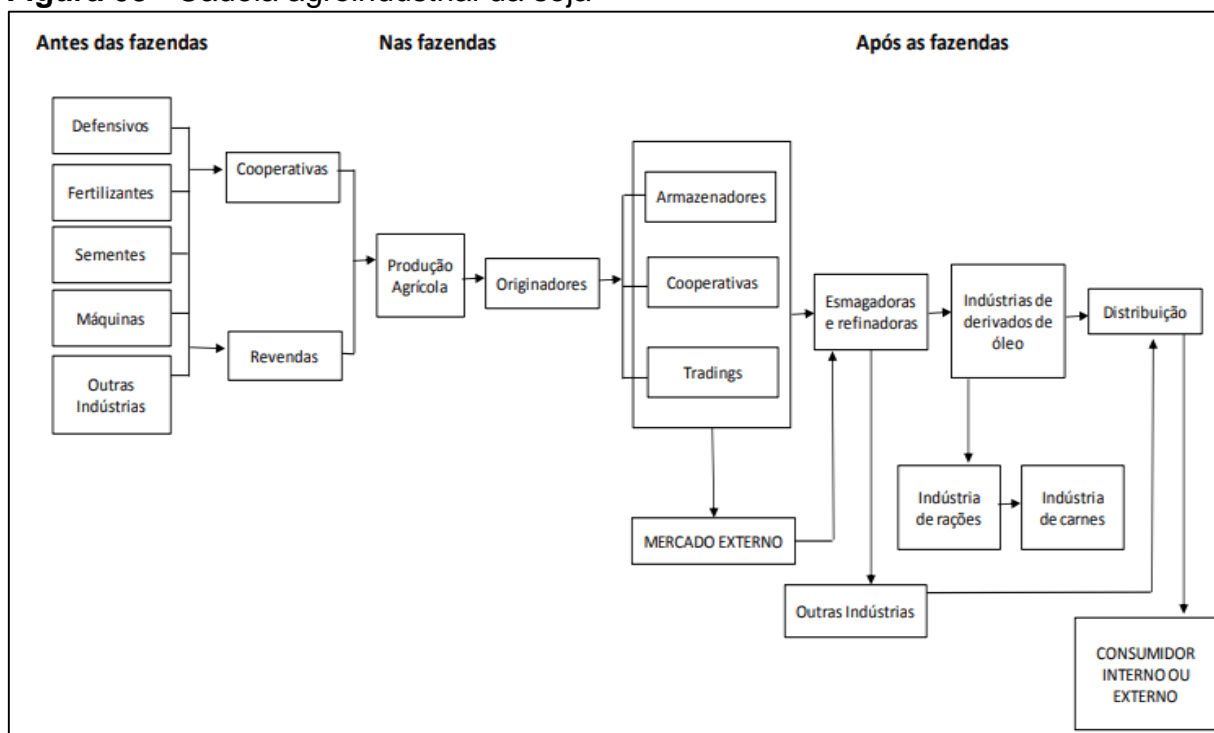 Figura - Cadeia agroindustrial da soja
Antes das fazendas
Nas fazendas
Após as fazendas
Defensivos
Fertilizantes
Sementes
Máquinas
Outras
Indústrias
Cooperativas
Revendas
Produção
Agrícola
Originadores
Armazenadores
Cooperativas
Tradings
MERCADO EXTERNO
Esmagadoras
e refinadoras
Outras Indústrias
Indústrias de
derivados de
óleo
Indústria
de rações
Indústria
de carnes
Distribuição
CONSUMIDOR
INTERNO OU
EXTERNO